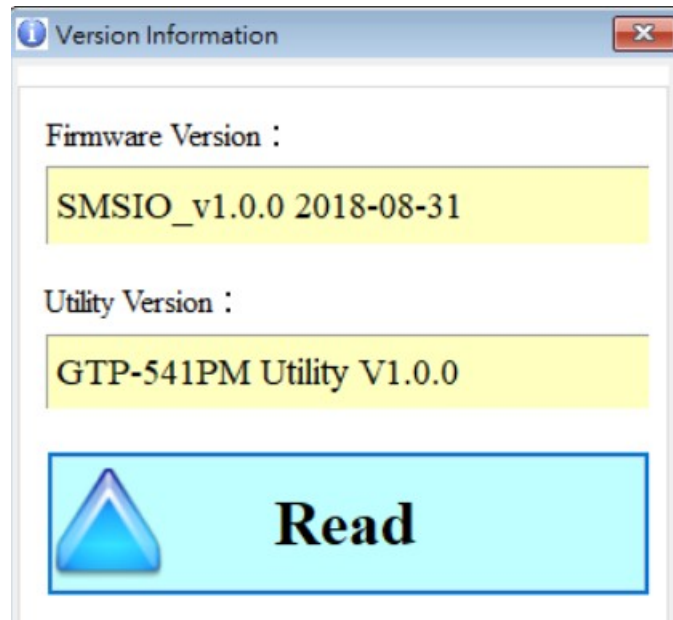 Version Information
Firmware Version：
SMSIO_v1.0.0 2018-08-31
Utility Version：
GTP-541PM Utility V1.0.0
Read